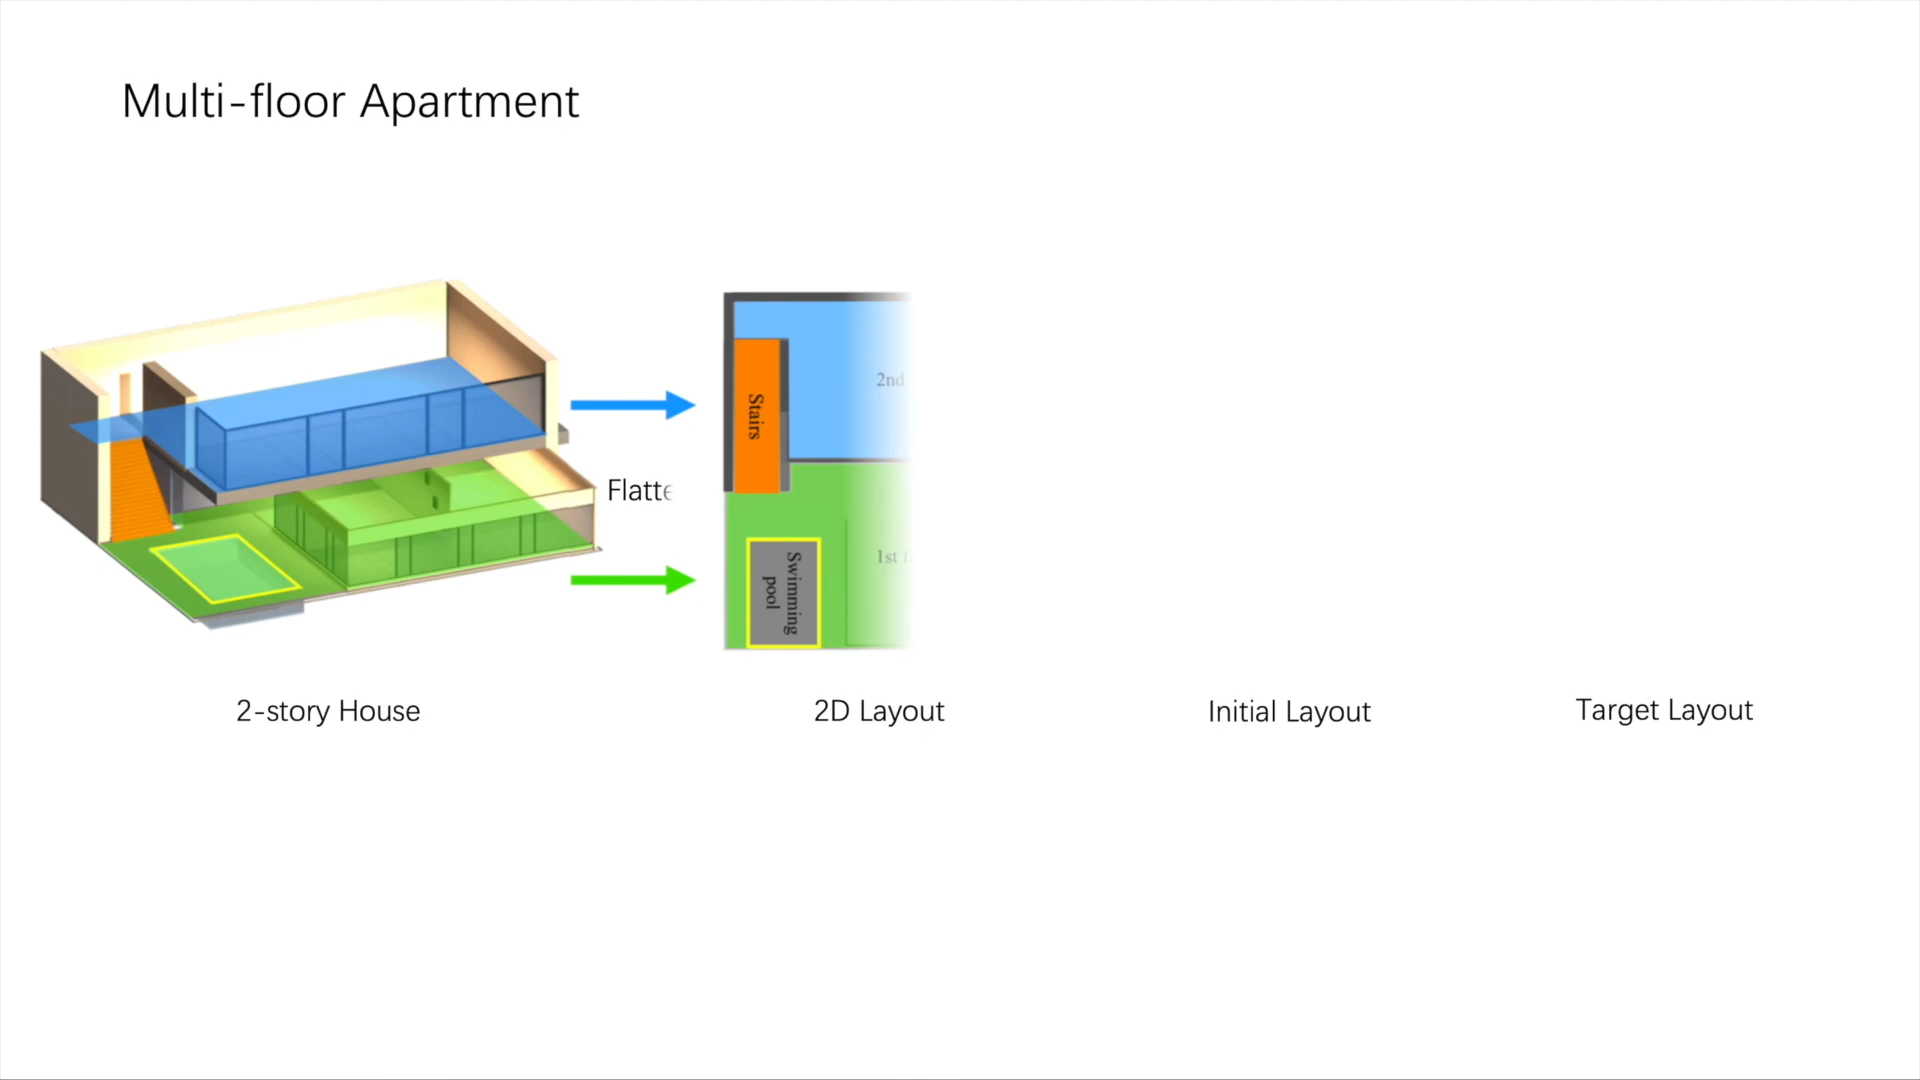 Multi-floor Apartment
2nd
Stairs
Flatte
1st
Swimming
pool
2-story House
2D Layout
Initial Layout
Target Layout